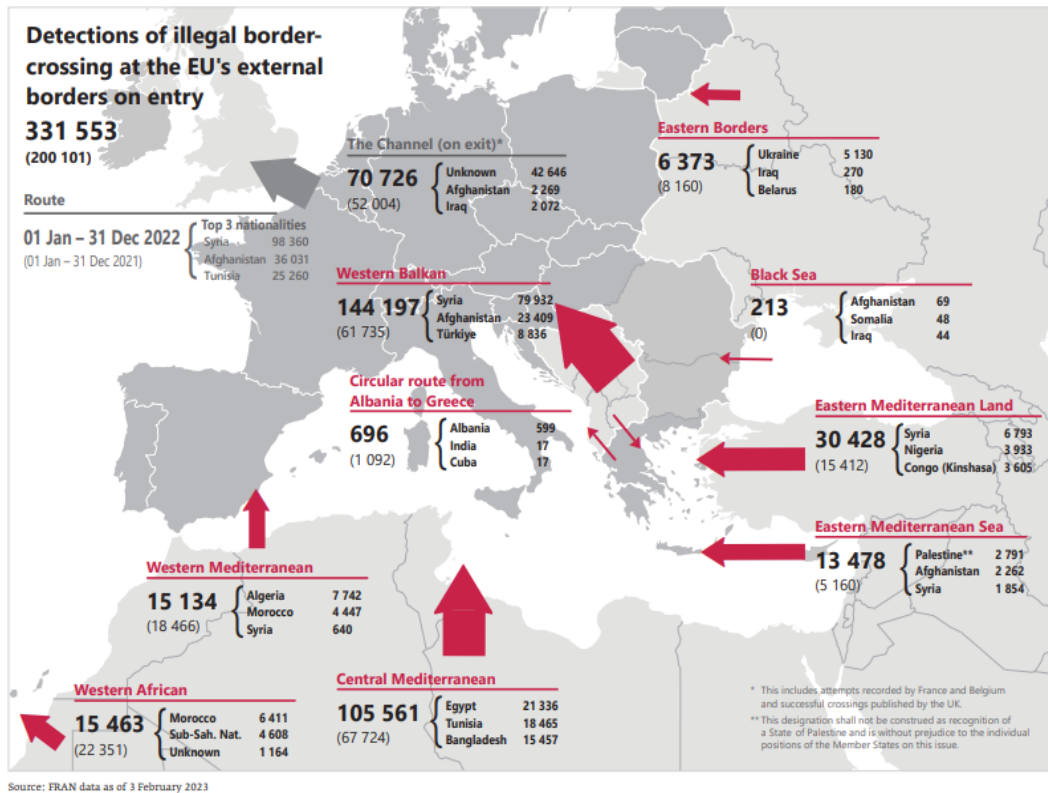 Detections of illegal border-
crossing at the EU's external
borders on entry
331 553
(200 101)
Route
01 Jan – 31 Dec 2022
(01 Jan – 31 Dec 2021)
Top 3 nationalities
Syria 98 360
Afghanistan 36 031
Tunisia 25 260
The Channel (on exit)*
70 726
(52 004)
Unknown 42 646
Afghanistan 2 269
Iraq 2 072
Eastern Borders
6 373
(8 160)
Ukraine 5 130
Iraq 270
Belarus 180
Western Balkan
144 197
(61 735)
Syria 79 932
Afghanistan 23 409
Türkiye 8 836
Black Sea
213
(0)
Afghanistan 69
Somalia 48
Iraq 44
Circular route from
Albania to Greece
696
(1 092)
Albania 599
India 17
Cuba 17
Eastern Mediterranean Land
30 428
(15 412)
Syria 6 793
Nigeria 3 933
Congo (Kinshasa) 3 605
Eastern Mediterranean Sea
13 478
(5 160)
Palestine** 2 791
Afghanistan 2 262
Syria 1 854
Western Mediterranean
15 134
(18 466)
Algeria 7 742
Morocco 4 447
Syria 640
Western African
15 463
(22 351)
Morocco 6 411
Sub-Sah. Nat. 4 608
Unknown 1 164
Central Mediterranean
105 561
(67 724)
Egypt 21 336
Tunisia 18 465
Bangladesh 15 457
* This includes attempts recorded by France and Belgium
and successful crossings published by the UK.
** This designation shall not be construed as recognition of
a State of Palestine and is without prejudice to the individual
positions of the Member States on this issue.
Source: FRAN data as of 3 February 2023